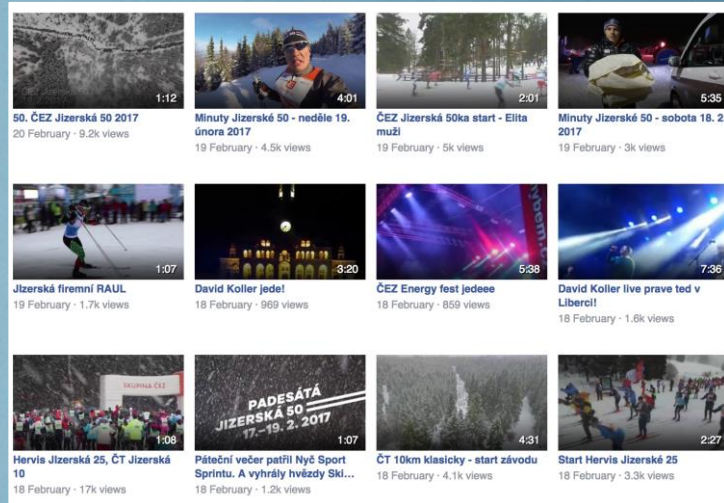 1:12
4:01
2:01
5:35
50. ČEZ Jizerská 50 2017
20 February · 9.2k views
Minuty Jizerské 50 - neděle 19.
února 2017
19 February · 4.5k views
ČEZ Jizerská 50ka start - Elita
muži
19 February · 5k views
Minuty Jizerské 50 - sobota 18. 2.
2017
19 February · 3k views
1:07
3:20
5:38
7:36
Jizerská firemní RAUL
19 February · 1.7k views
David Koller jede!
18 February · 969 views
ČEZ Energy fest jedeee
18 February · 859 views
David Koller live prave ted v
Liberci!
18 February · 1.6k views
SKUPINA ČEZ
1:08
PADESÁTÁ
JIZERSKÁ 50
17.–19. 2. 2017
1:07
4:31
2:27
Hervis Jizerská 25, ČT Jizerská
10
18 February · 17k views
Páteční večer patřil Nyč Sport
Sprintu. A vyhrály hvězdy Ski...
18 February · 1.2k views
ČT 10km klasicky - start závodu
18 February · 4.1k views
Start Hervis Jizerské 25
18 February · 3.3k views